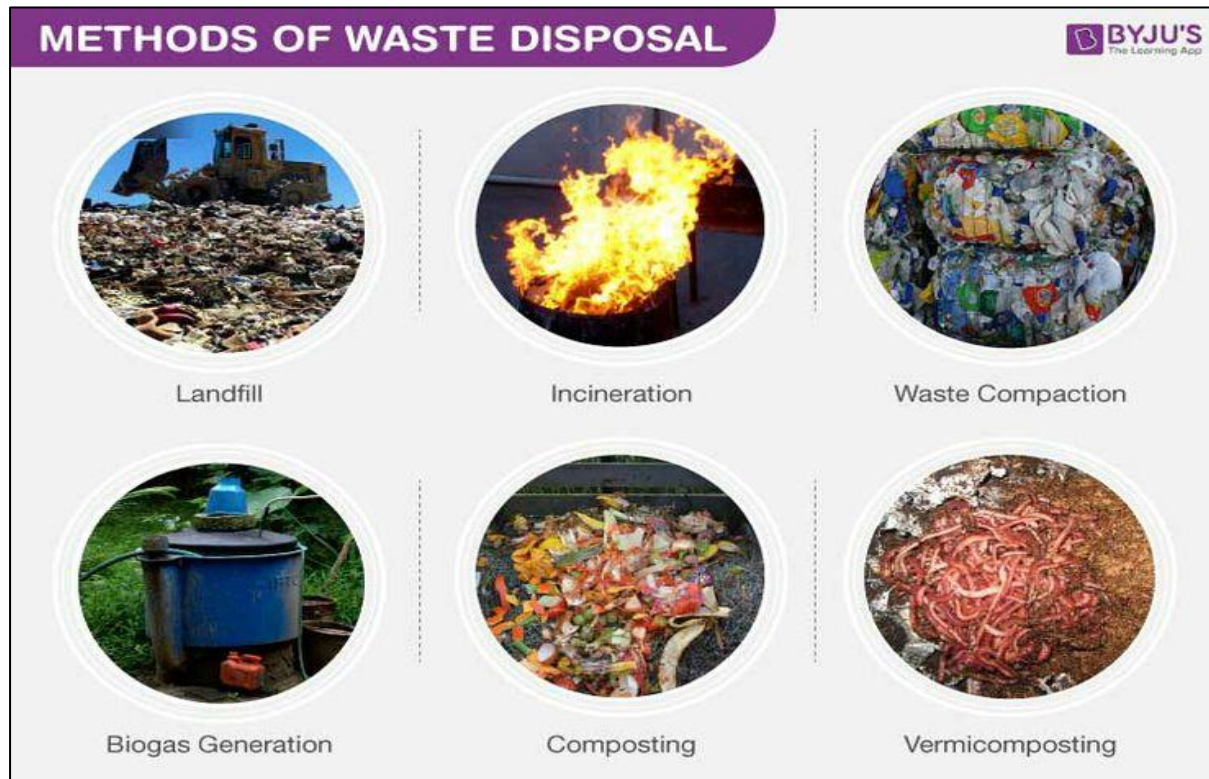 METHODS OF WASTE DISPOSAL
BYJU'S
The Learning App
Landfill
Incineration
Waste Compaction
Biogas Generation
Composting
Vermicomposting